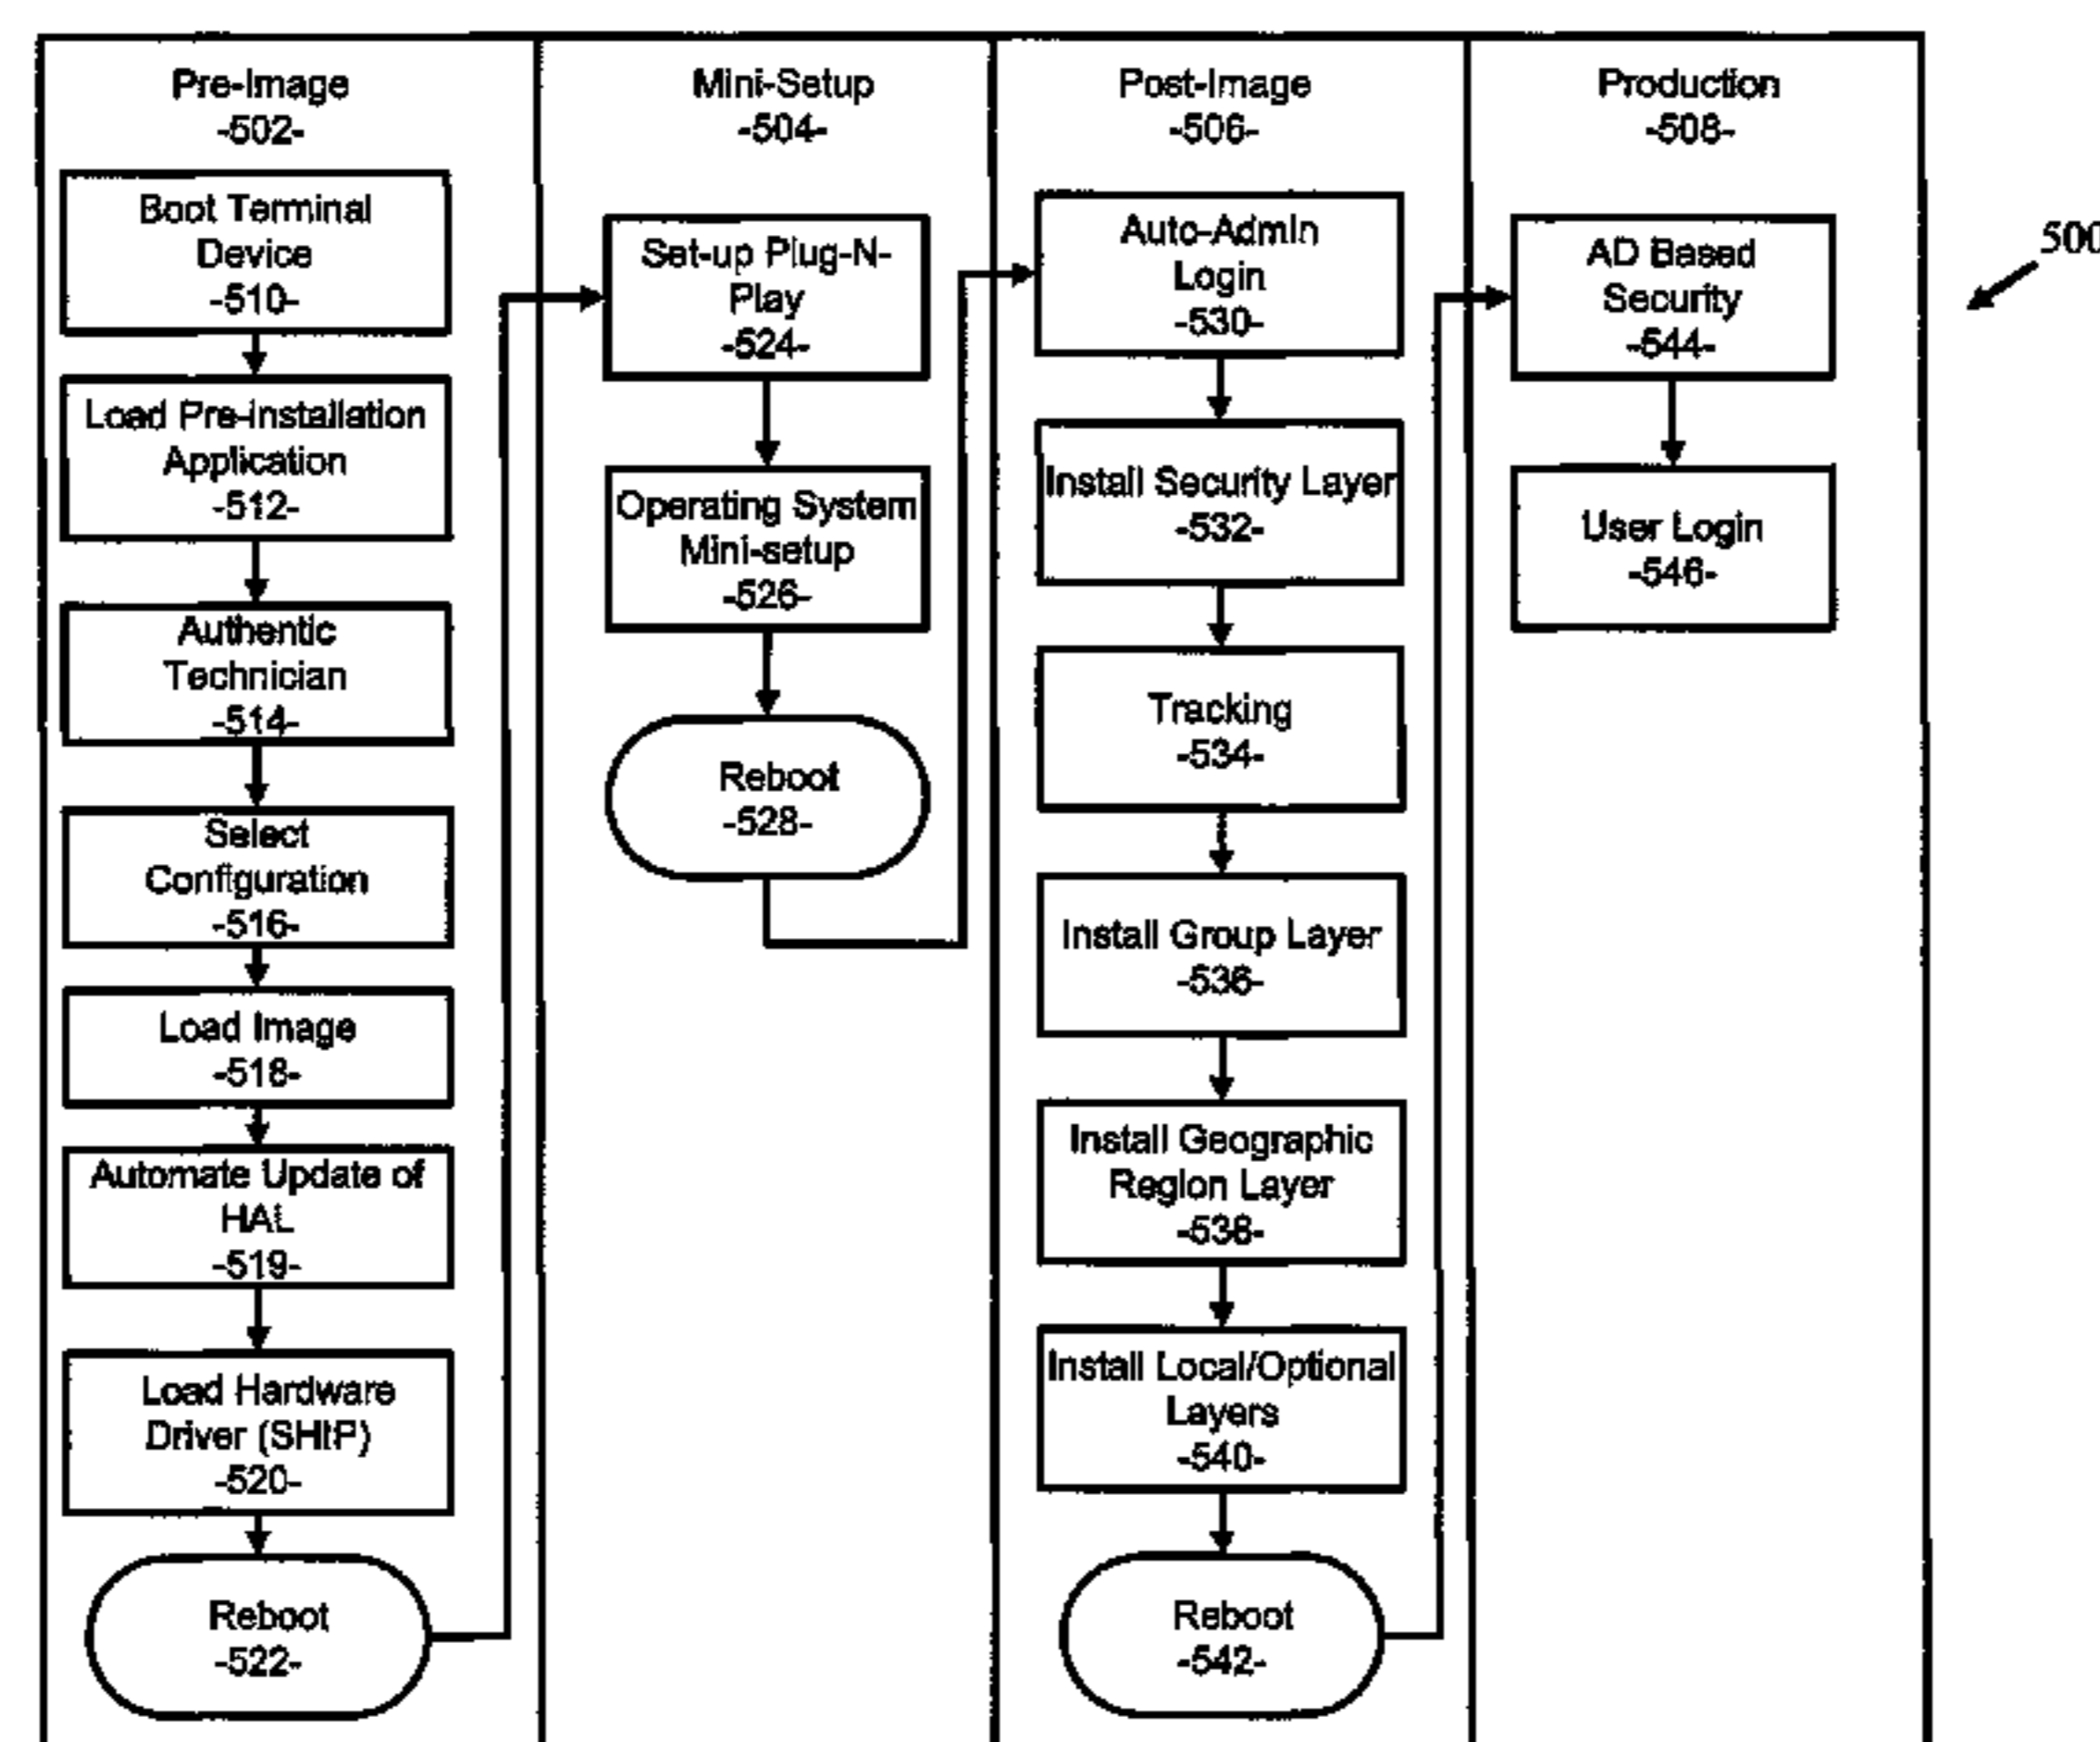 Pre-Image
-502-
Boot Terminal
Device
-510-
Load Pre-Installation
Application
-512-
Authentic
Technician
-514-
Select
Configuration
-516-
Load Image
-518-
Automate Update of
HAL
-519-
Load Hardware
Driver (SHIP)
-520-
Reboot
-522-
Mini-Setup
-504-
Set-up Plug-N-
Play
-524-
Operating System
Mini-setup
-526-
Reboot
-528-
Post-Image
-506-
Auto-Admin
Login
-530-
Install Security Layer
-532-
Tracking
-534-
Install Group Layer
-536-
Install Geographic
Region Layer
-538-
Install Local/Optional
Layers
-540-
Reboot
-542-
Production
-508-
AD Based
Security
-544-
User Login
-546-
500